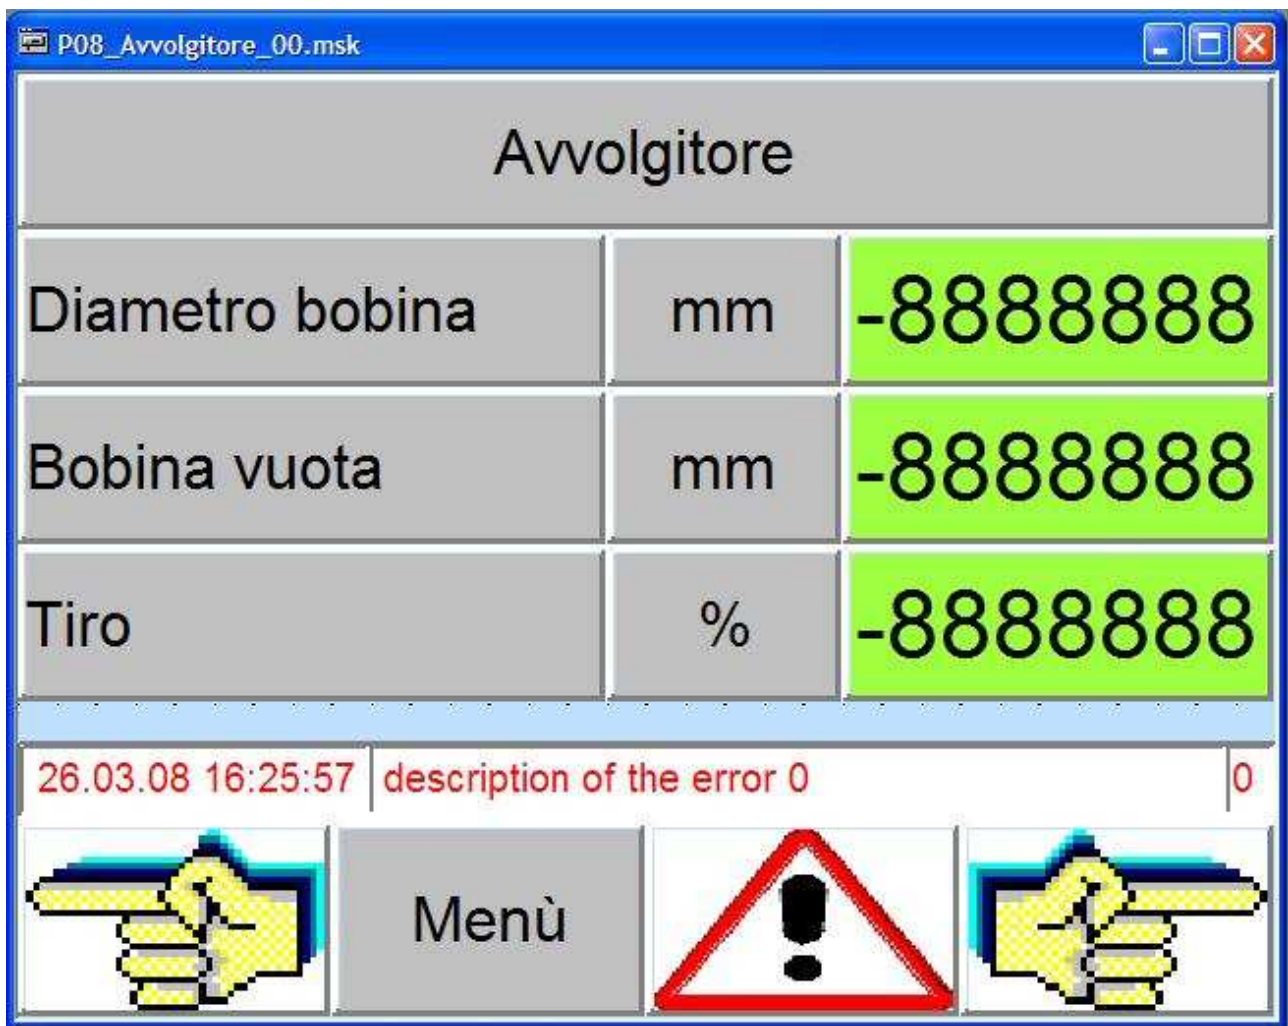 P08_Avvolgitore_00.msk
Avvolgitore
Diametro bobina mm -8888888
Bobina vuota mm -8888888
Tiro % -8888888
26.03.08 16:25:57 description of the error 0 0
Menù